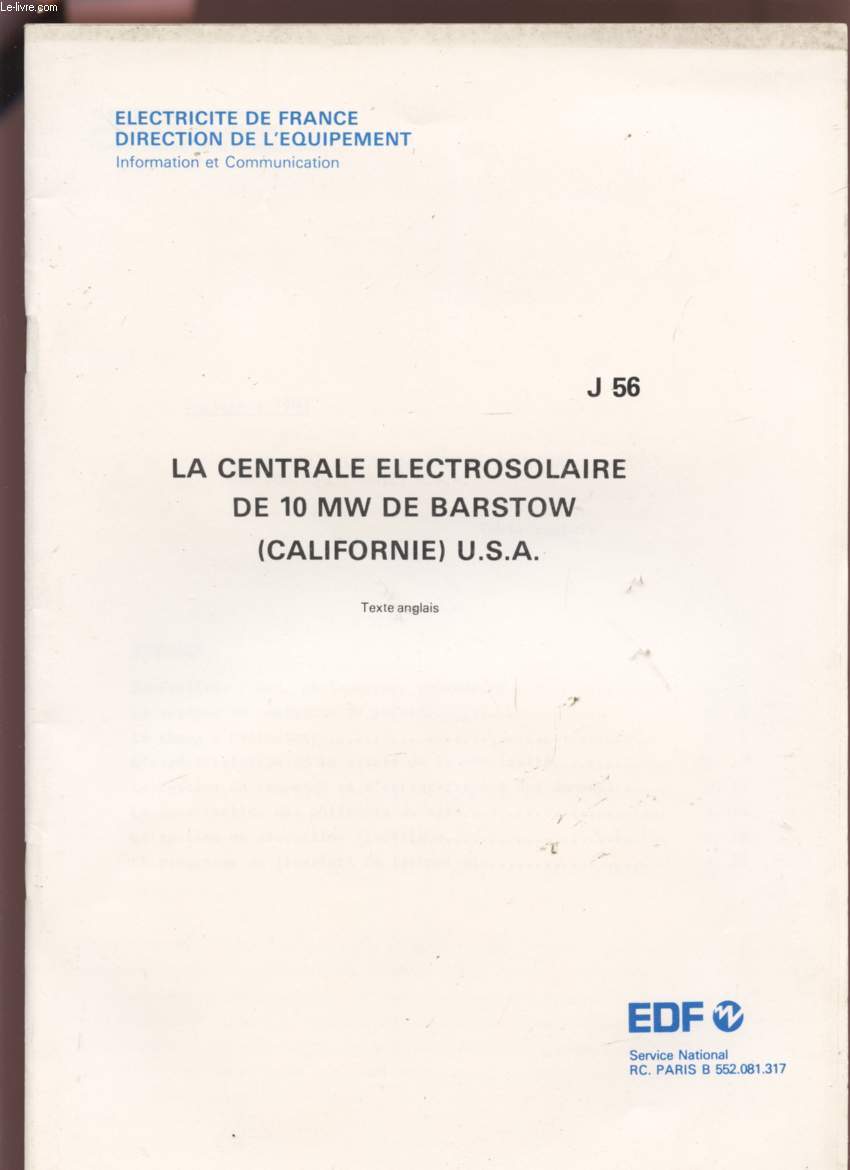 Le-livre.com
ELECTRICITE DE FRANCE
DIRECTION DE L'EQUIPEMENT
Information et Communication
J 56
LA CENTRALE ELECTROSOLAIRE
DE 10 MW DE BARSTOW
(CALIFORNIE) U.S.A.
Texte anglais
EDF
Service National
RC. PARIS B 552.081.317